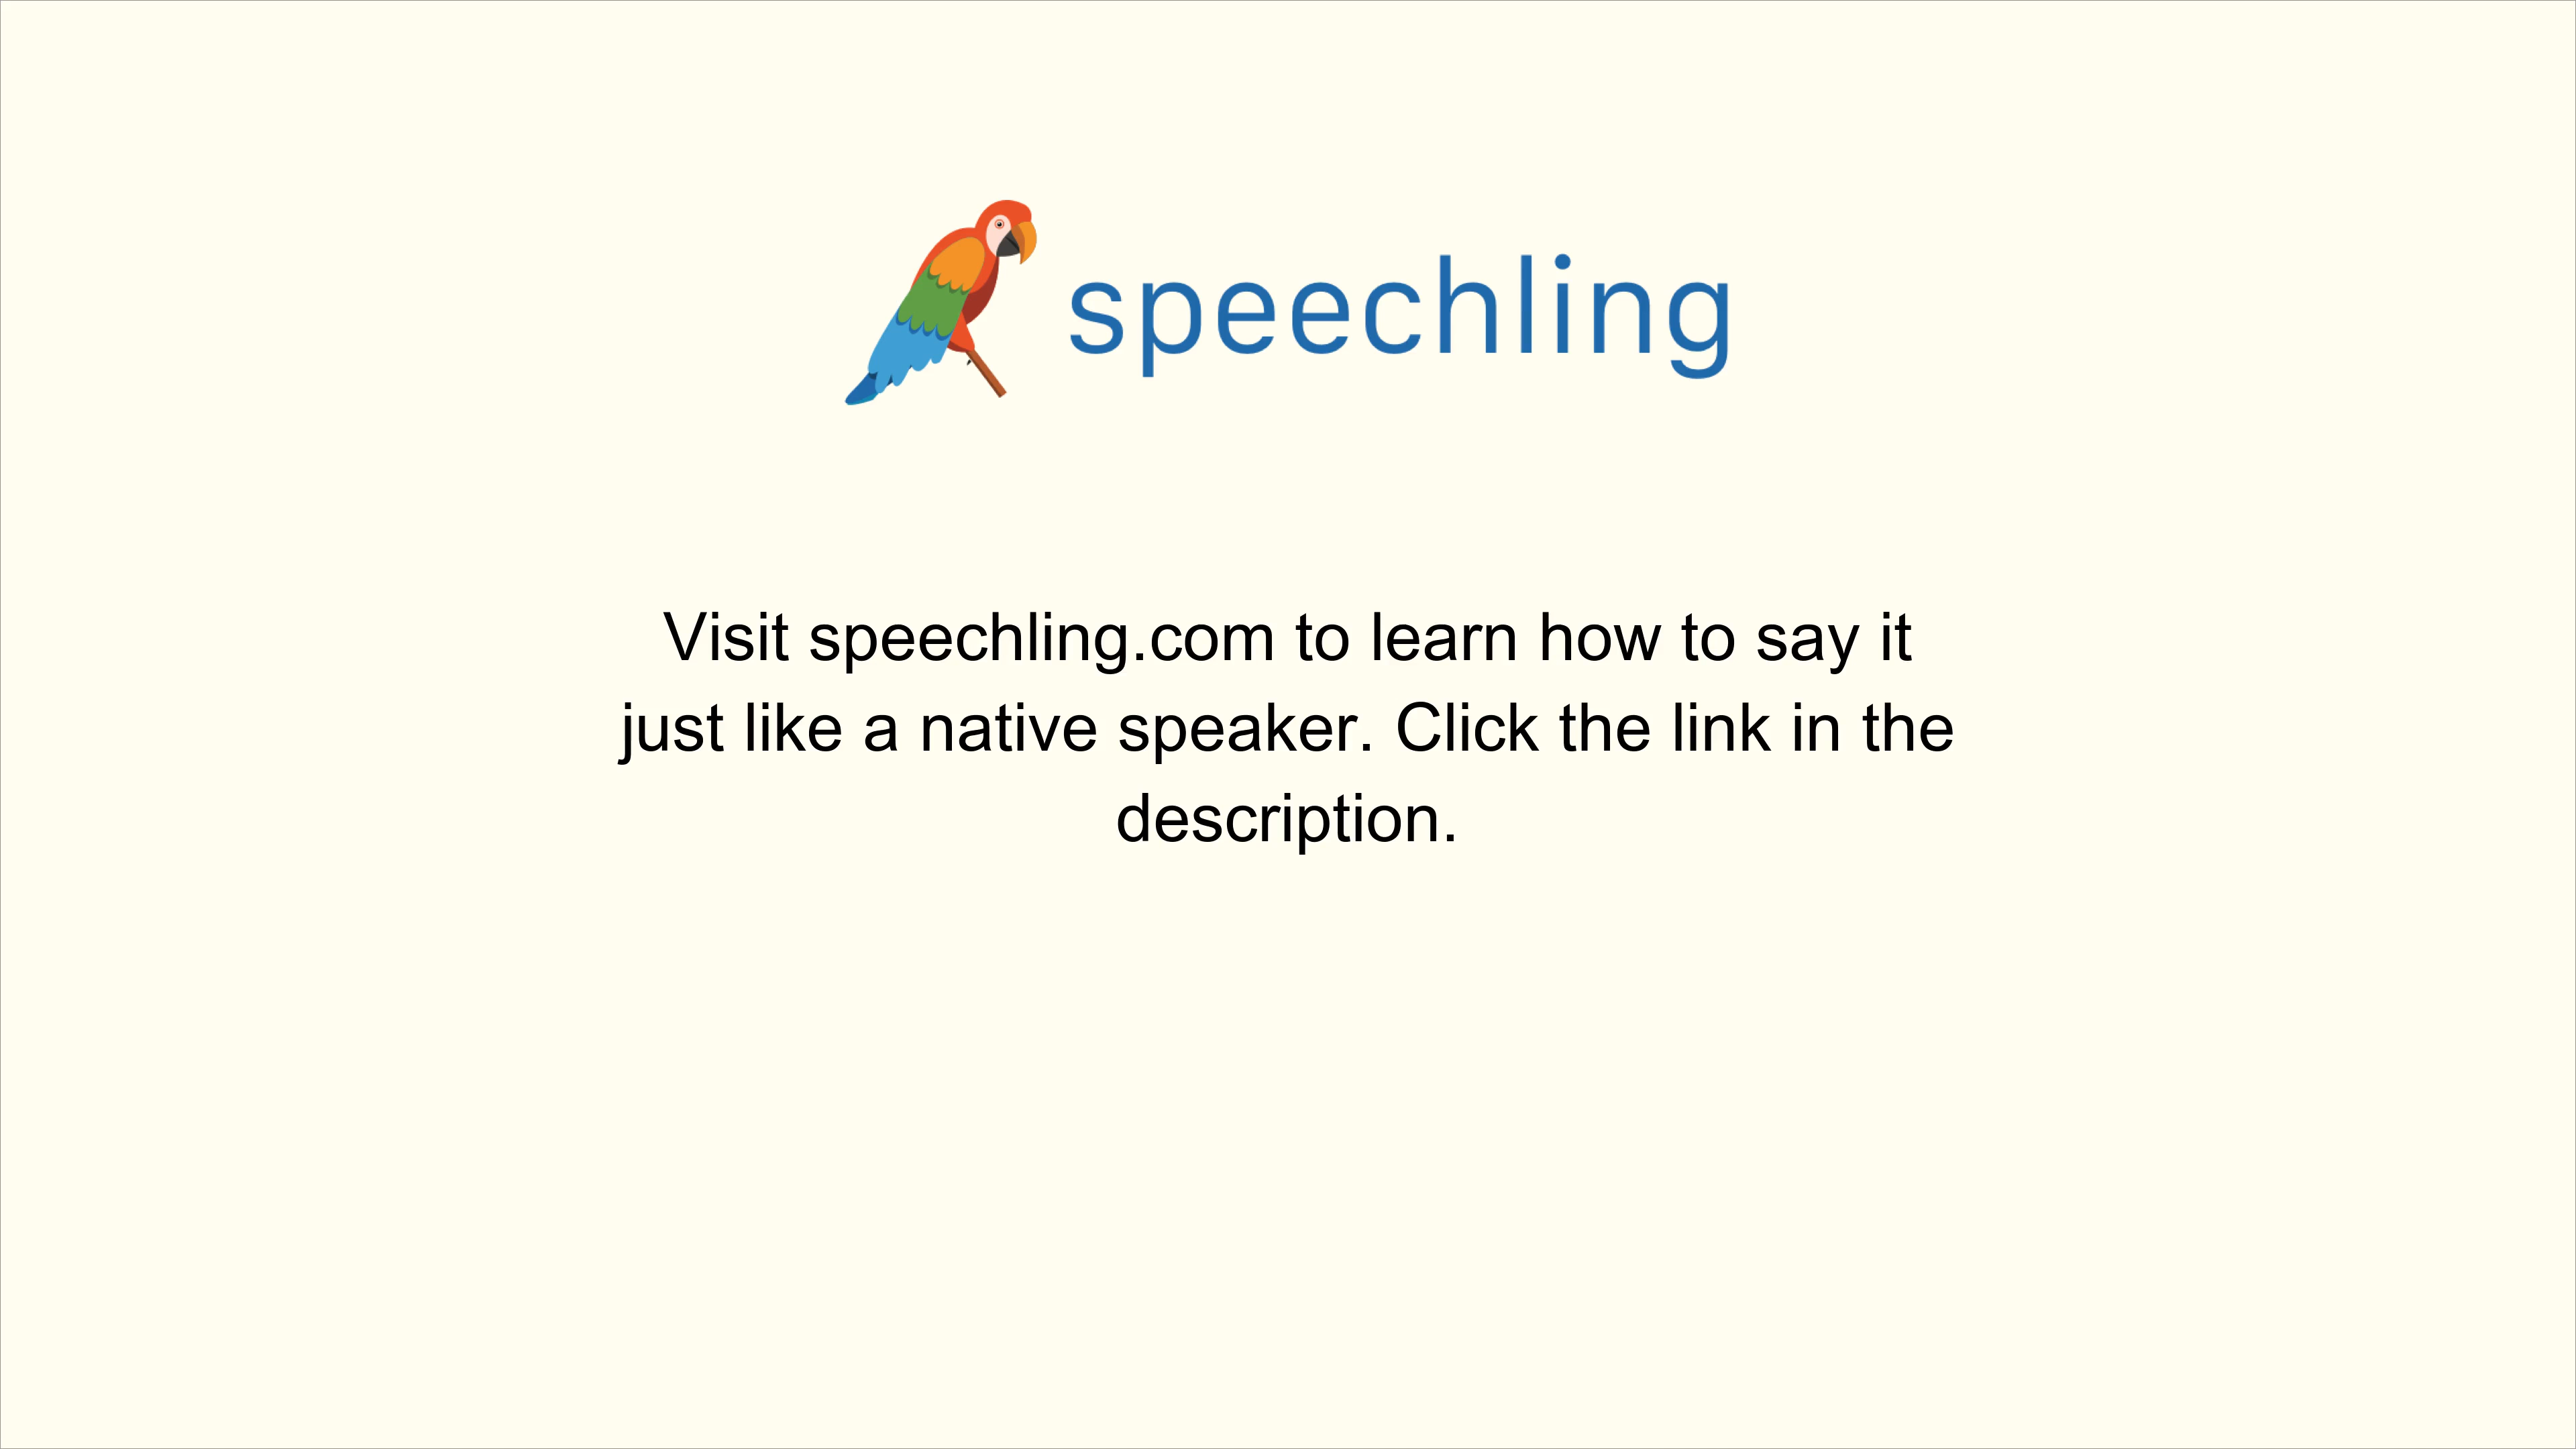 speechling
Visit speechling.com to learn how to say it
just like a native speaker. Click the link in the
description.